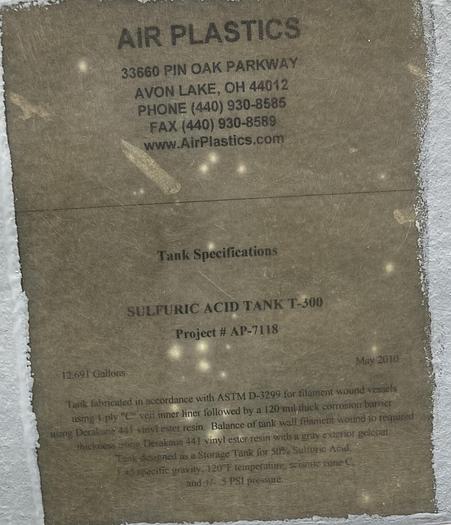 AIR PLASTICS
33660 PIN OAK PARKWAY
AVON LAKE, OH 44012
PHONE (440) 930-8585
FAX (440) 930-8589
www.AirPlastics.com
Tank Specifications
SULFURIC ACID TANK T-300
Project # AP-7118
12,691 Gallons
May 2010
Tank fabricated in accordance with ASTM D-3299 for filament wound vessels
using 1 ply "C" veil inner liner followed by a 120 mil thick corrosion barrier
using Derakane 441 vinyl ester resin. Balance of tank wall filament wound to required
thickness using Derakane 441 vinyl ester resin with a gray exterior gelcoat.
Tank designed as a Storage Tank for 50% Sulfuric Acid,
specific gravity, 120°F temperature, seismic zone C,
and +/- .5 PSI pressure.